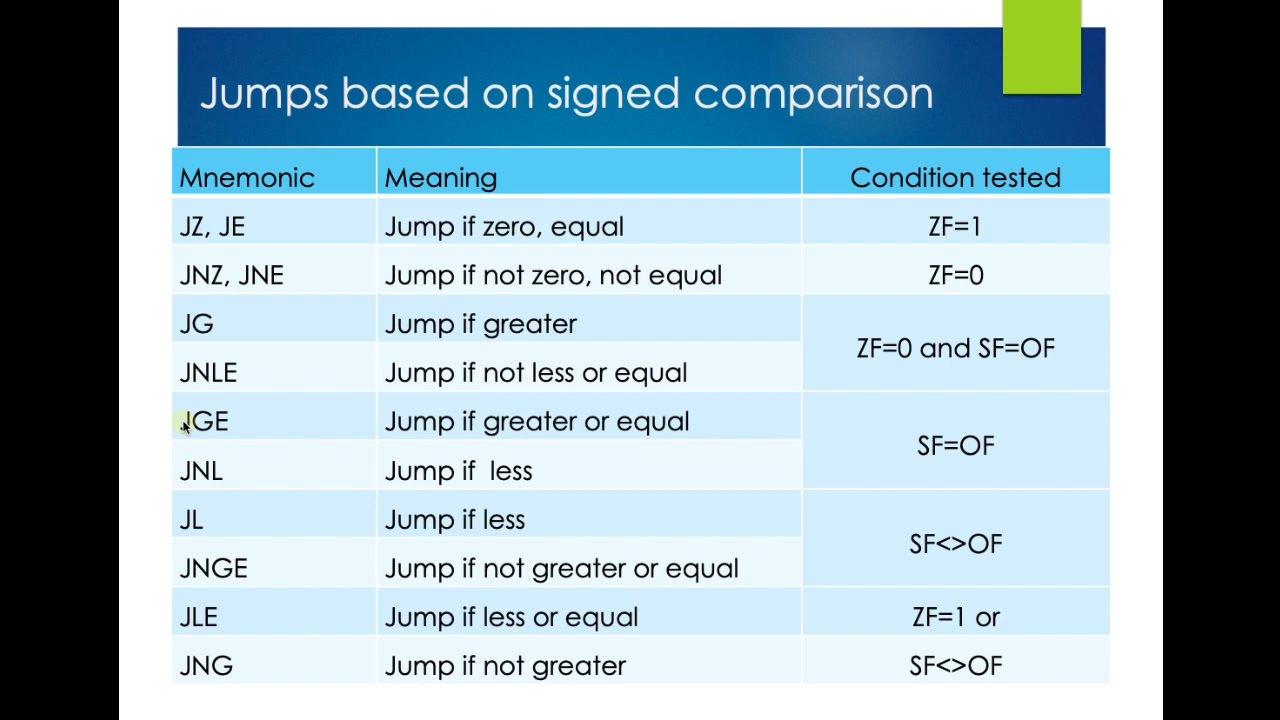 Jumps based on signed comparison
Mnemonic Meaning Condition tested
JZ, JE Jump if zero, equal ZF=1
JNZ, JNE Jump if not zero, not equal ZF=0
JG Jump if greater
ZF=0 and SF=OF
JNLE Jump if not less or equal
JGE Jump if greater or equal
SF=OF
JNL Jump if  less
JL Jump if less
SF<>OF
JNGE Jump if not greater or equal
JLE Jump if less or equal ZF=1 or
JNG Jump if not greater SF<>OF